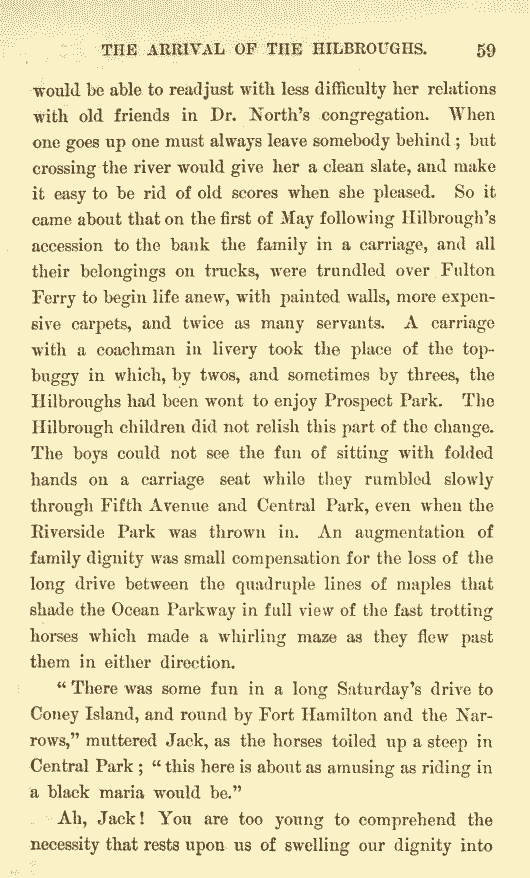 THE ARRIVAL OF THE HILBROUGHS. 59
would be able to readjust with less difficulty her relations
with old friends in Dr. North's congregation. When
one goes up one must always leave somebody behind; but
crossing the river would give her a clean slate, and make
it easy to be rid of old scores when she pleased. So it
came about that on the first of May following Hilbrough's
accession to the bank the family in a carriage, and all
their belongings on trucks, were trundled over Fulton
Ferry to begin life anew, with painted walls, more expen-
sive carpets, and twice as many servants. A carriage
with a coachman in livery took the place of the top-
buggy in which, by twos, and sometimes by threes, the
Hilbroughs had been wont to enjoy Prospect Park. The
Hilbrough children did not relish this part of the change.
The boys could not see the fun of sitting with folded
hands on a carriage seat while they rumbled slowly
through Fifth Avenue and Central Park, even when the
Riverside Park was thrown in. An augmentation of
family dignity was small compensation for the loss of the
long drive between the quadruple lines of maples that
shade the Ocean Parkway in full view of the fast trotting
horses which made a whirling maze as they flew past
them in either direction.
"There was some fun in a long Saturday's drive to
Coney Island, and round by Fort Hamilton and the Nar-
rows," muttered Jack, as the horses toiled up a steep in
Central Park; "this here is about as amusing as riding in
a black maria would be."
Ah, Jack! You are too young to comprehend the
necessity that rests upon us of swelling our dignity into